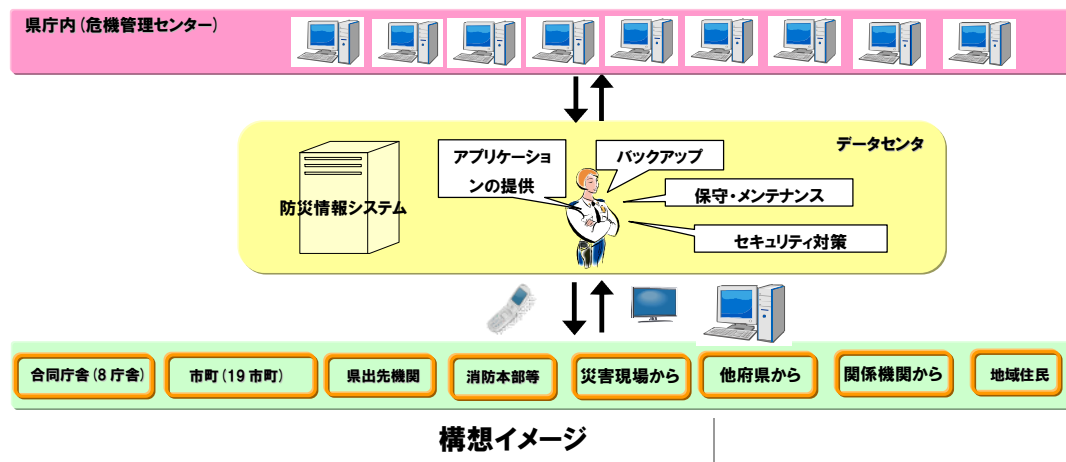 県庁内(危機管理センター)
データセンタ
アプリケーショ
ンの提供
バックアップ
保守・メンテナンス
セキュリティ対策
防災情報システム
合同庁舎(8庁舎)
市町(19市町)
県出先機関
消防本部等
災害現場から
他府県から
関係機関から
地域住民
構想イメージ